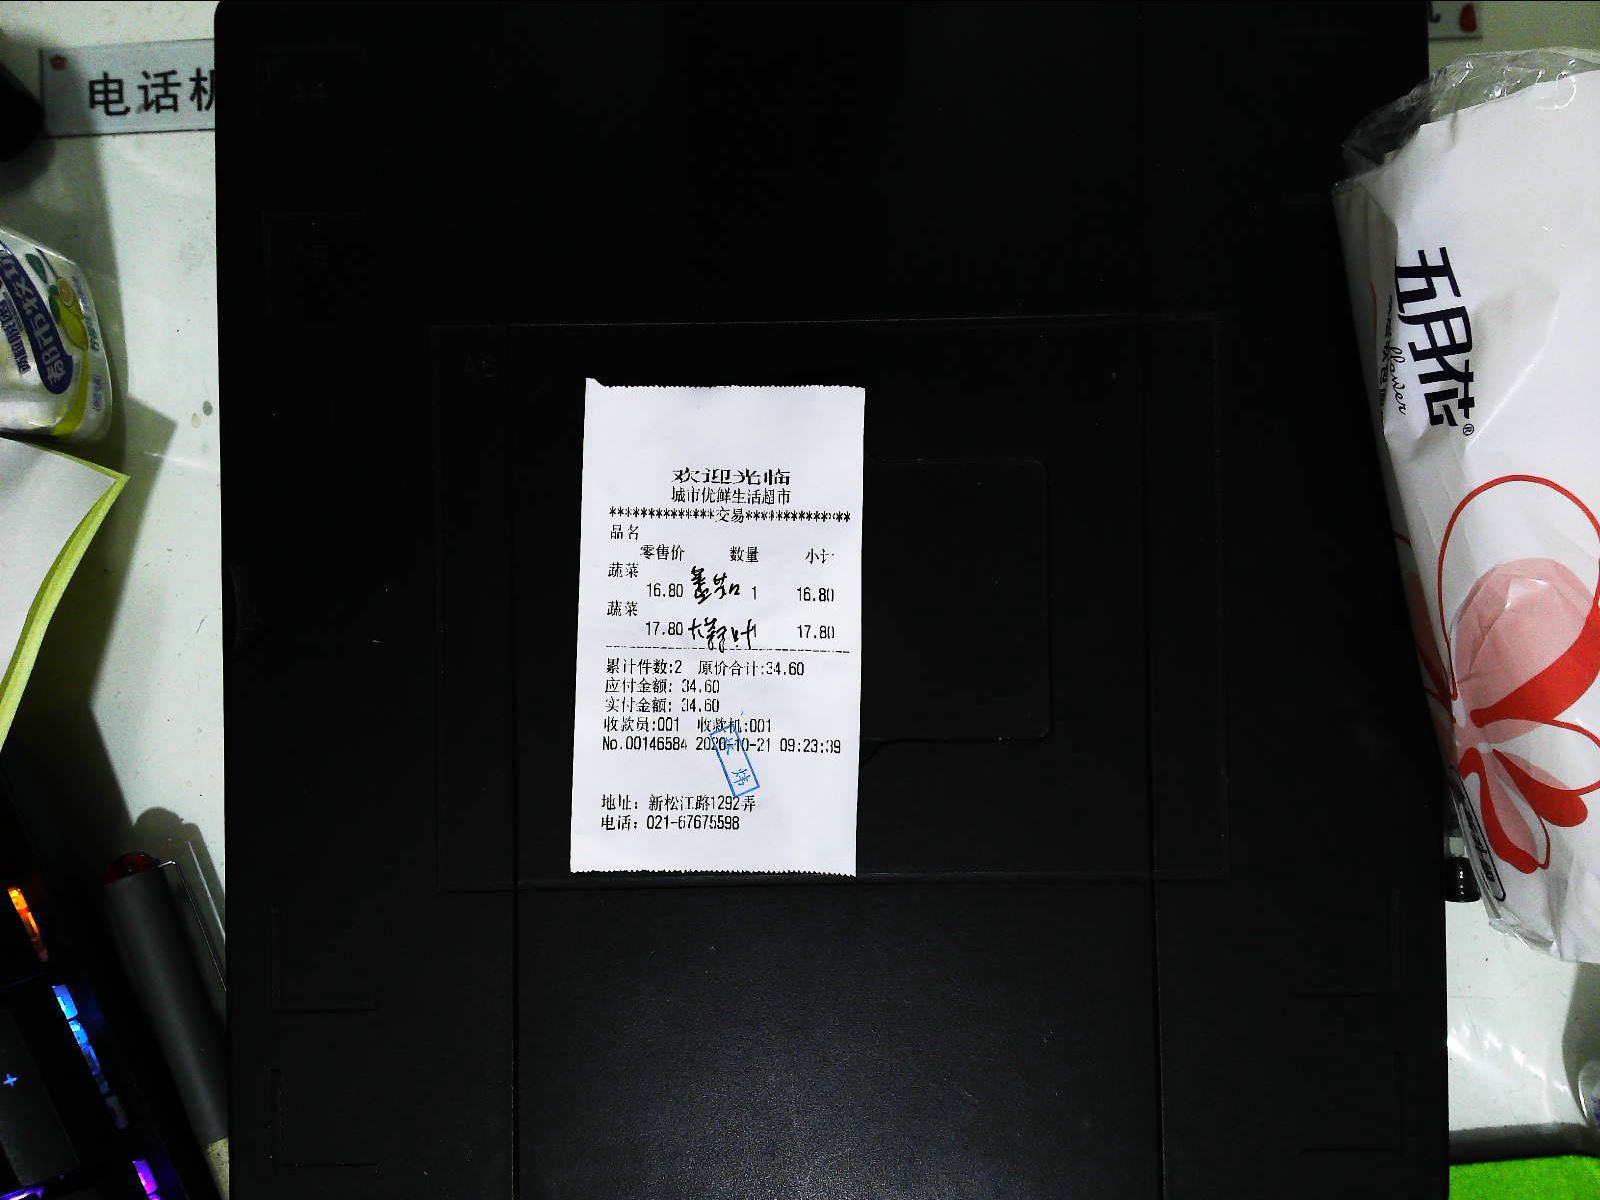 电话机
A4
A5
A6
五月花
flower
欢迎光临
城市优鲜生活超市
*************交易*************
品名
零售价 数量 小计
蔬菜
16.80 1 16.80
蔬菜
17.80 1 17.80
累计件数:2 原价合计:34.60
应付金额: 34.60
实付金额: 34.60
收款员:001 收款机:001
No.00146584 2020-10-21 09:23:39
地址: 新松江路1292弄
电话: 021-67675598